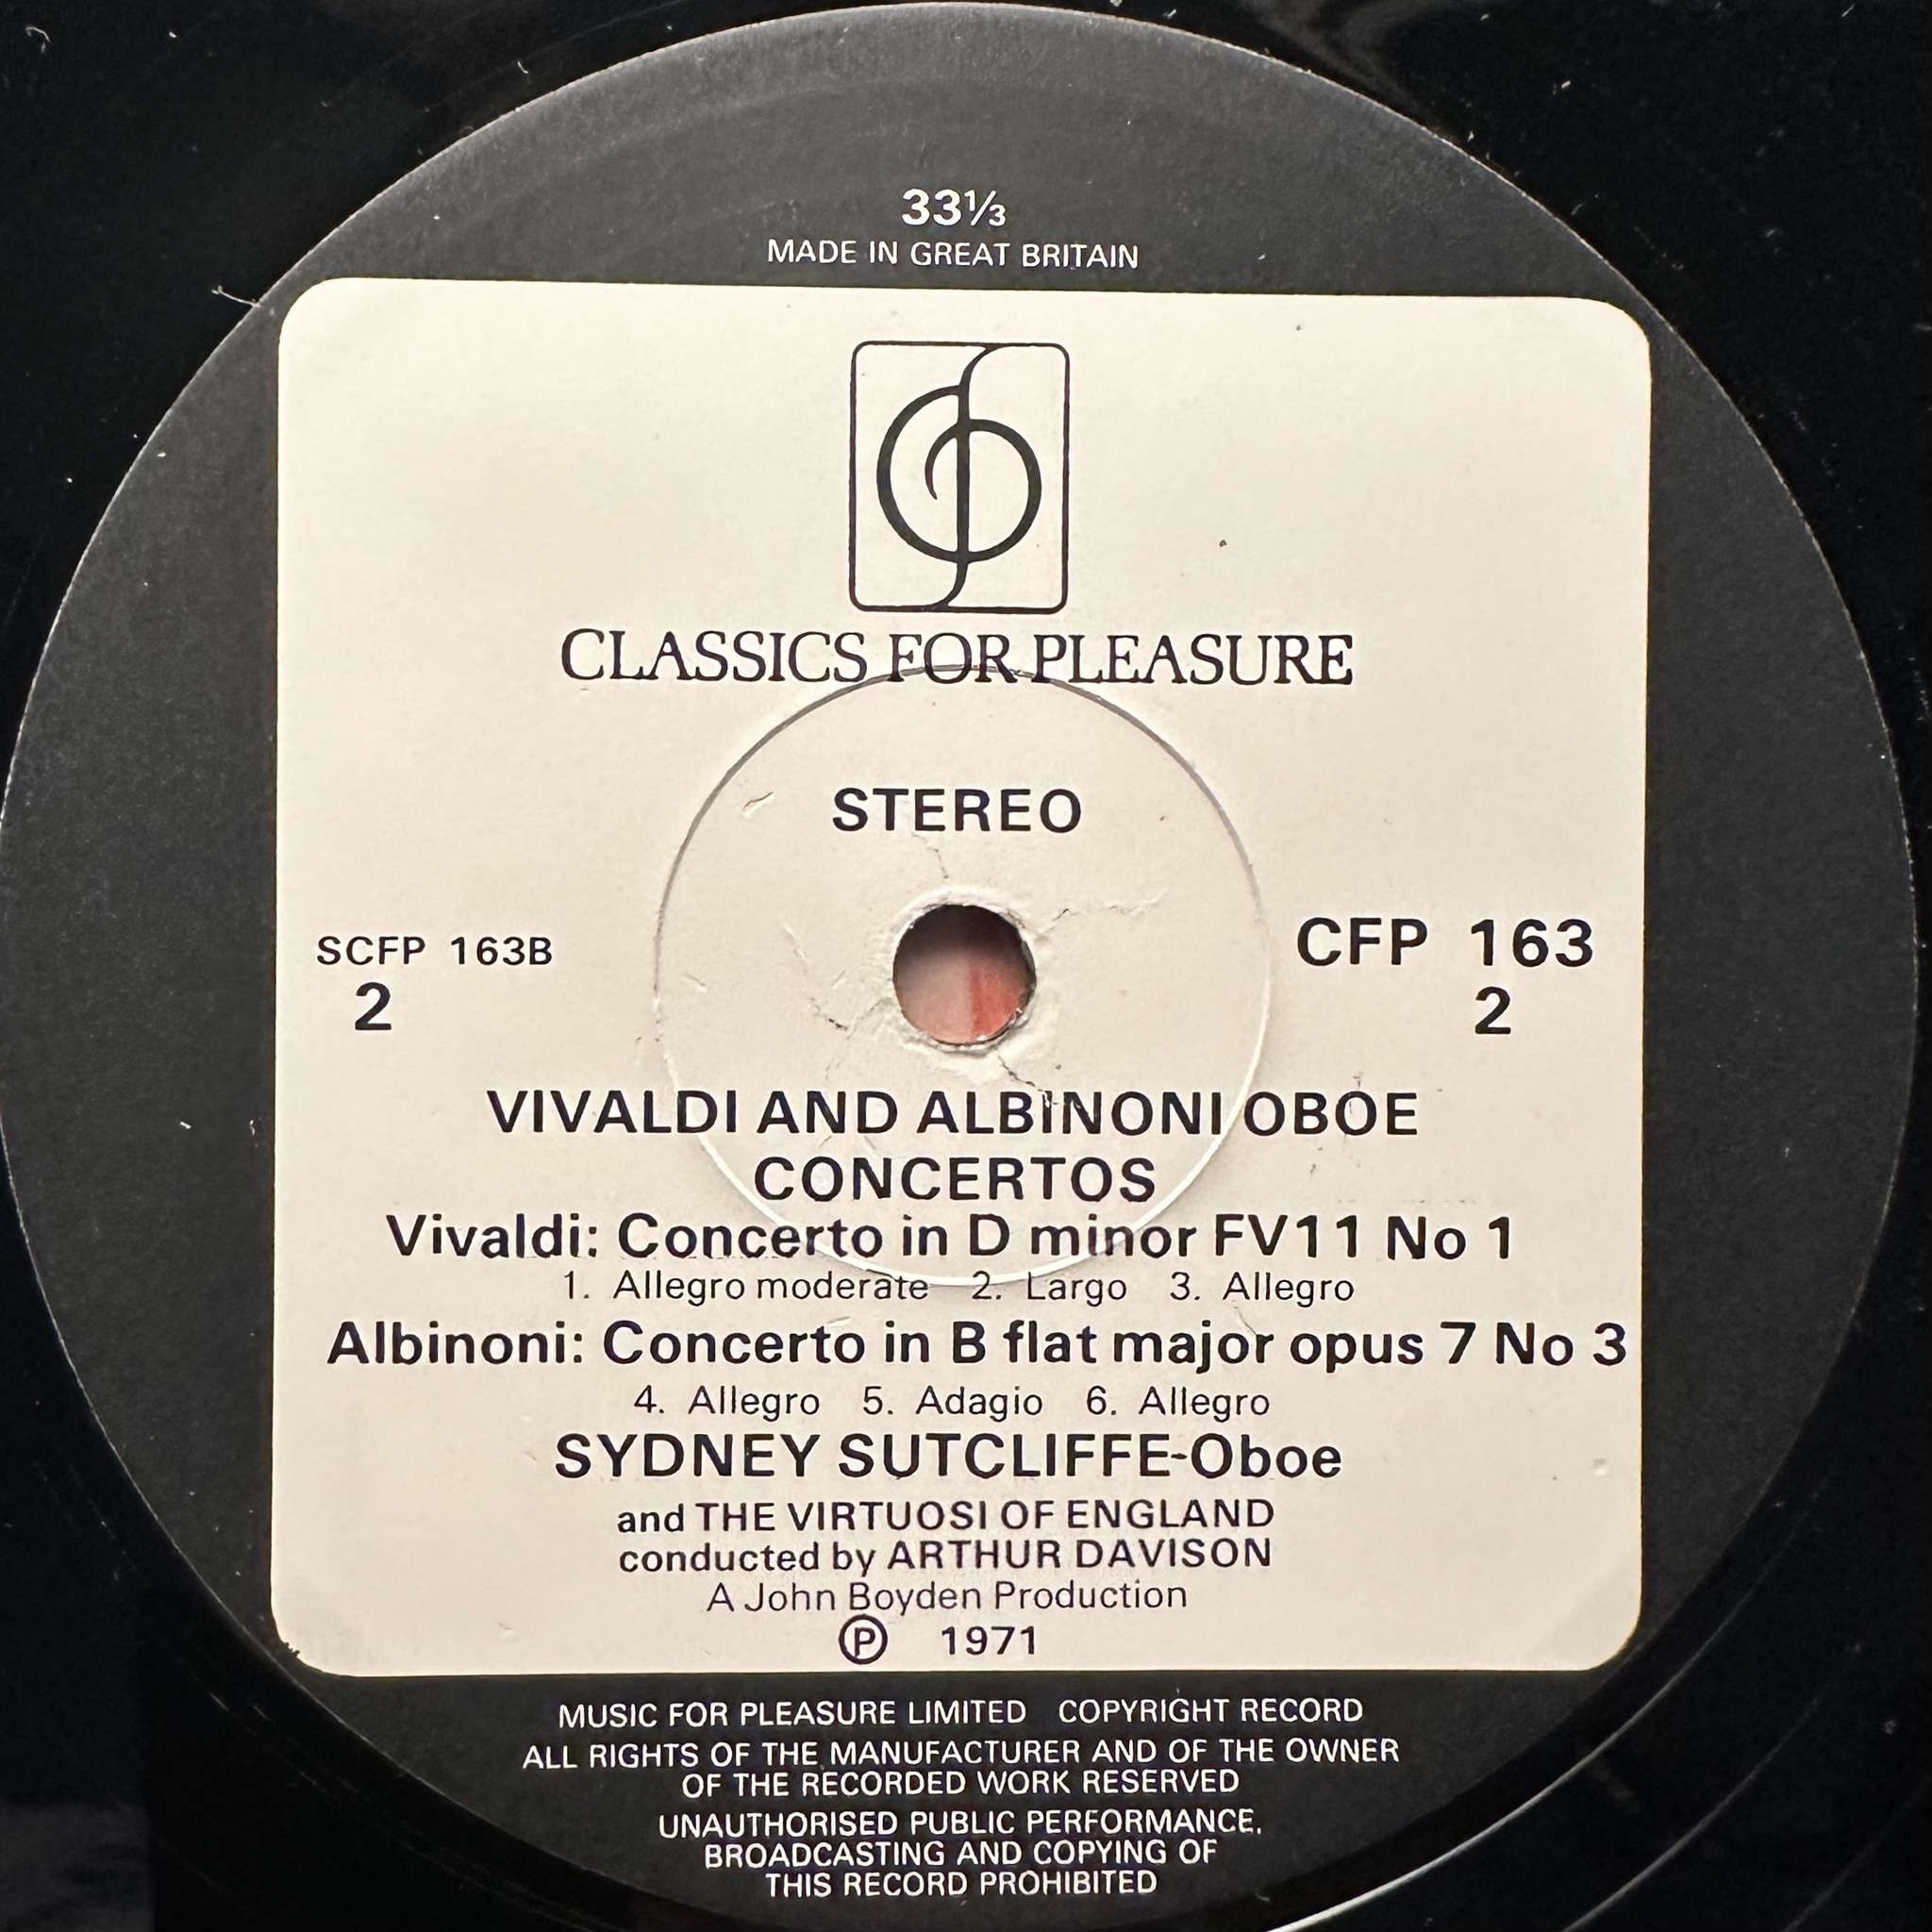 33⅓
MADE IN GREAT BRITAIN
CLASSICS FOR PLEASURE
STEREO
SCFP 163B
2
CFP 163
2
VIVALDI AND ALBINONI OBOE
CONCERTOS
Vivaldi: Concerto in D minor FV11 No 1
1. Allegro moderate 2. Largo 3. Allegro
Albinoni: Concerto in B flat major opus 7 No 3
4. Allegro 5. Adagio 6. Allegro
SYDNEY SUTCLIFFE-Oboe
and THE VIRTUOSI OF ENGLAND
conducted by ARTHUR DAVISON
A John Boyden Production
Ⓟ 1971
MUSIC FOR PLEASURE LIMITED COPYRIGHT RECORD
ALL RIGHTS OF THE MANUFACTURER AND OF THE OWNER
OF THE RECORDED WORK RESERVED
UNAUTHORISED PUBLIC PERFORMANCE,
BROADCASTING AND COPYING OF
THIS RECORD PROHIBITED